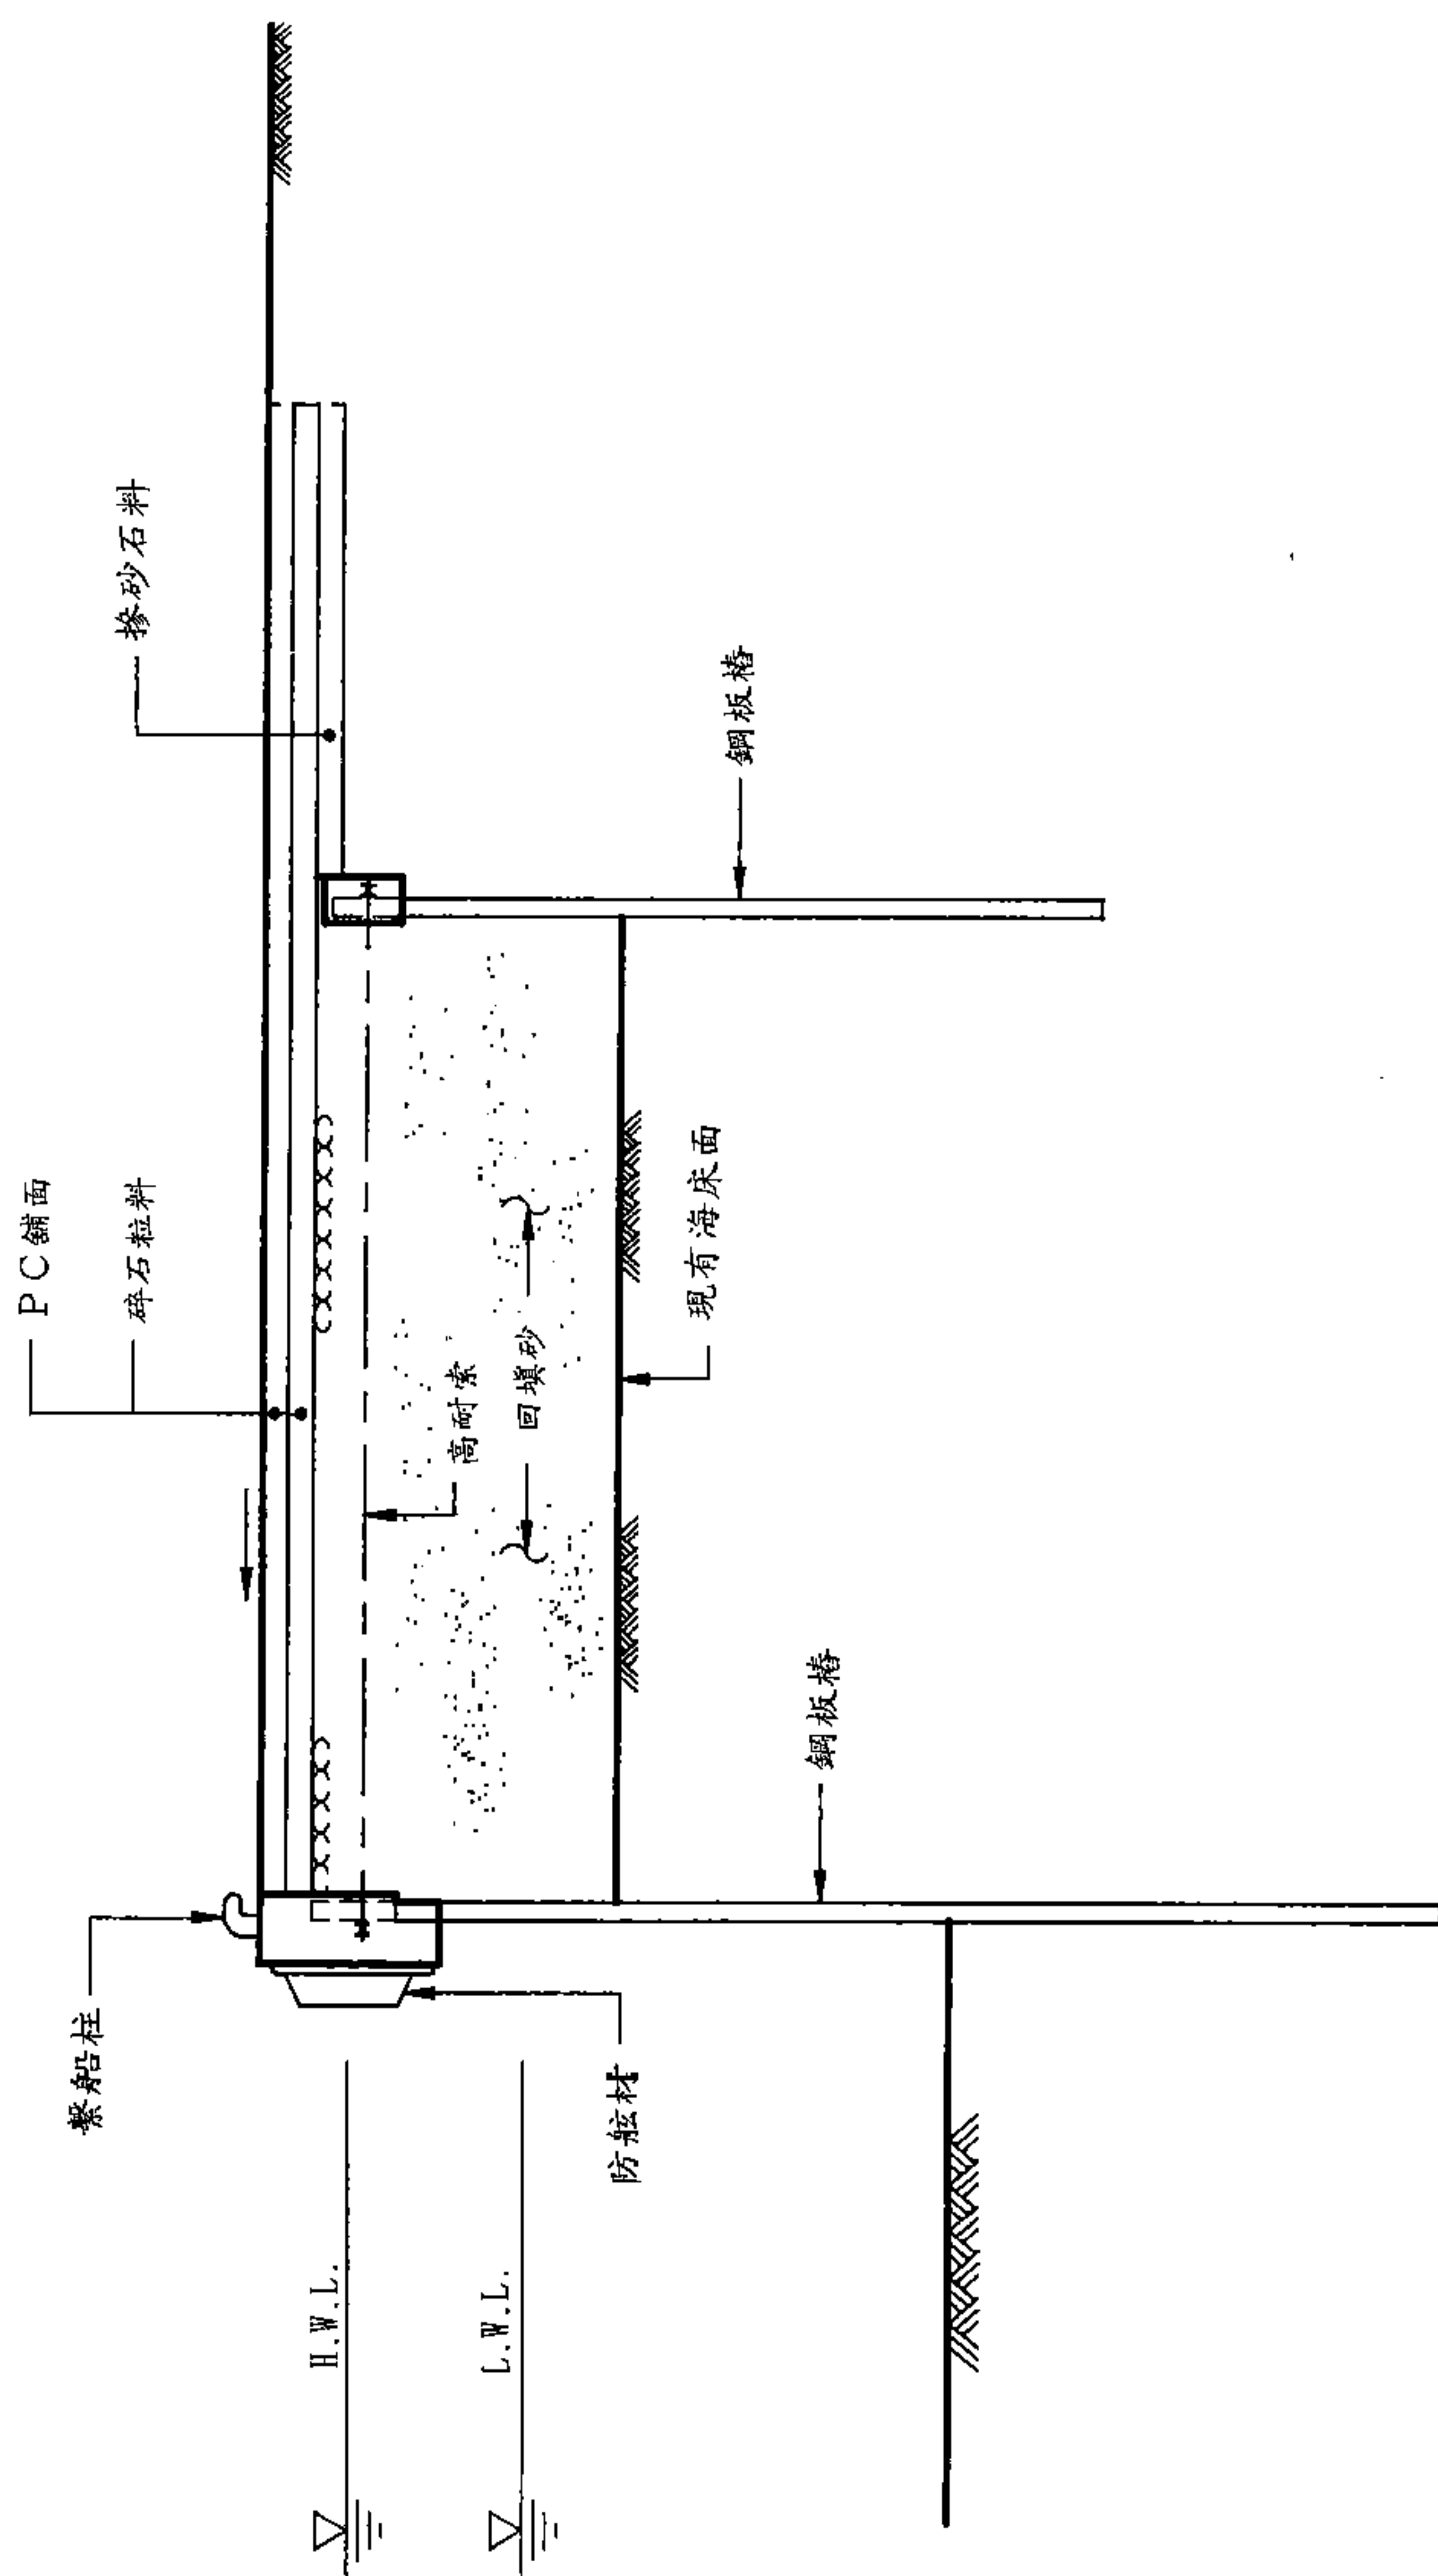 PC舖面
碎石粒料
摻砂石料
繫船柱
高耐索
回填砂
鋼板樁
現有海床面
鋼板樁
防舷材
H.W.L.
L.W.L.